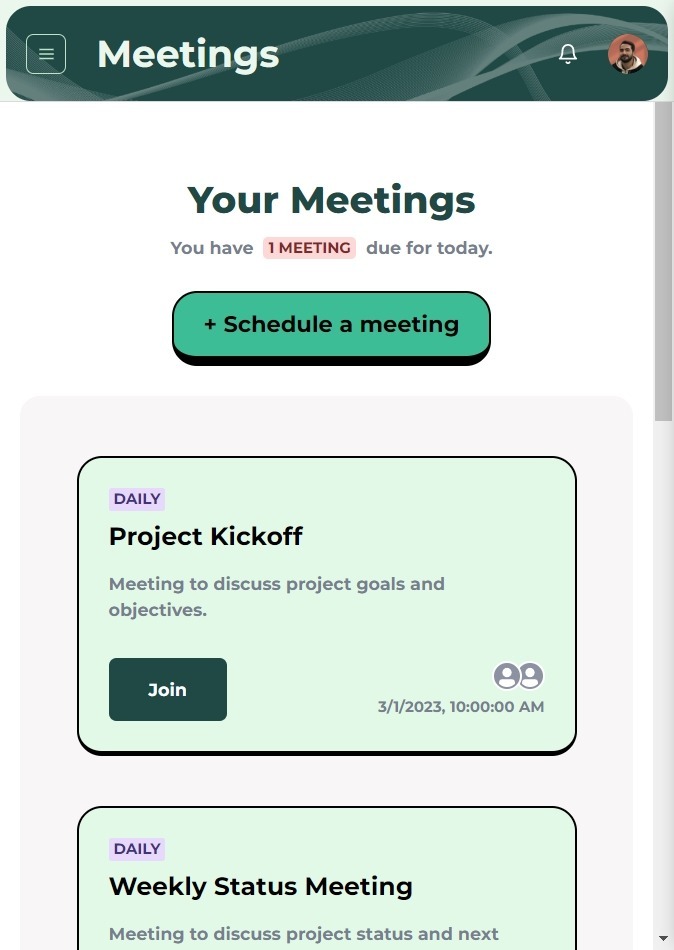 Meetings
Your Meetings
You have 1 MEETING due for today.
+ Schedule a meeting
DAILY
Project Kickoff
Meeting to discuss project goals and
objectives.
Join
3/1/2023, 10:00:00 AM
DAILY
Weekly Status Meeting
Meeting to discuss project status and next